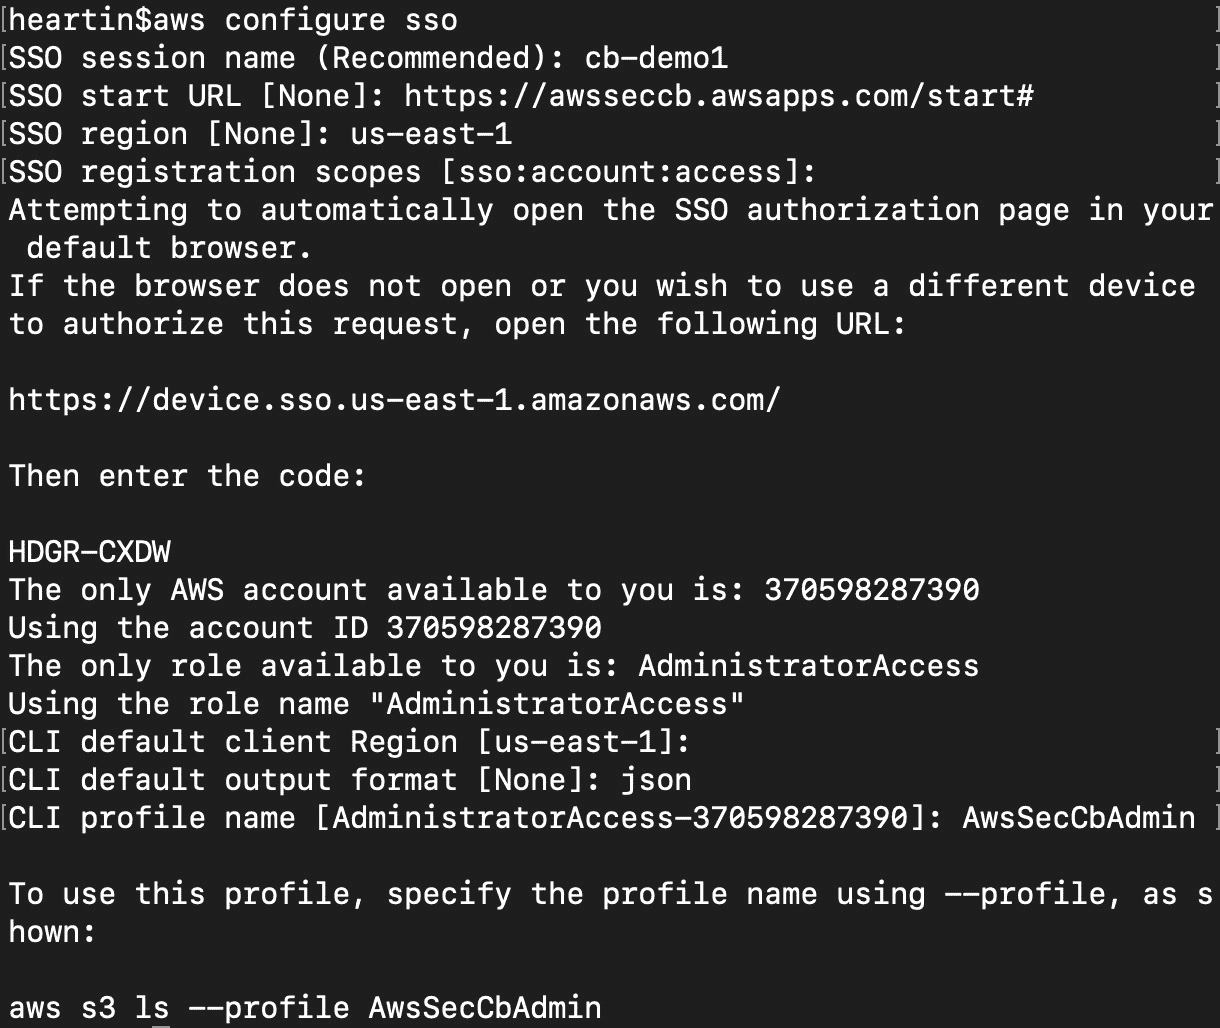 [heartin$aws configure sso ]
[SSO session name (Recommended): cb-demo1 ]
[SSO start URL [None]: https://awsseccb.awsapps.com/start# ]
[SSO region [None]: us-east-1 ]
[SSO registration scopes [sso:account:access]: ]
Attempting to automatically open the SSO authorization page in your
 default browser.
If the browser does not open or you wish to use a different device
to authorize this request, open the following URL:

https://device.sso.us-east-1.amazonaws.com/

Then enter the code:

HDGR-CXDW
The only AWS account available to you is: 370598287390
Using the account ID 370598287390
The only role available to you is: AdministratorAccess
Using the role name "AdministratorAccess"
[CLI default client Region [us-east-1]: ]
[CLI default output format [None]: json ]
[CLI profile name [AdministratorAccess-370598287390]: AwsSecCbAdmin ]

To use this profile, specify the profile name using --profile, as s
hown:

aws s3 ls --profile AwsSecCbAdmin